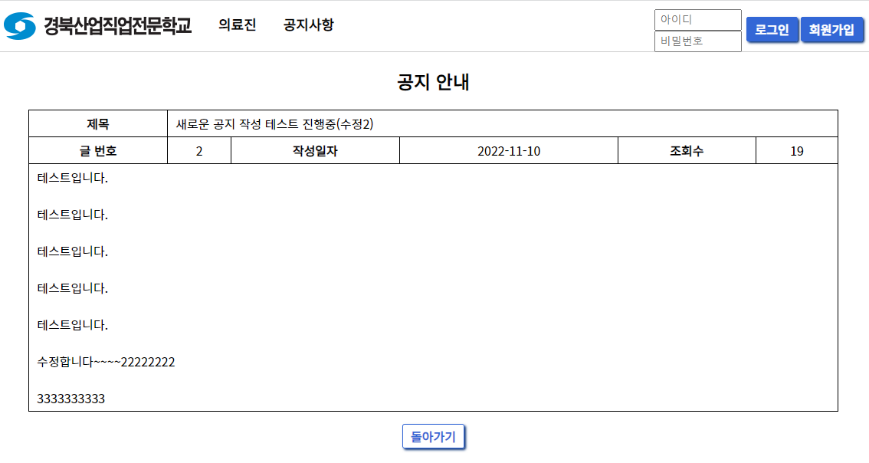 경북산업직업전문학교 의료진 공지사항
아이디
비밀번호
로그인 회원가입
공지 안내
제목 새로운 공지 작성 테스트 진행중(수정2)
글 번호 2 작성일자 2022-11-10 조회수 19
테스트입니다.
테스트입니다.
테스트입니다.
테스트입니다.
테스트입니다.
수정합니다~~~~22222222
3333333333
돌아가기